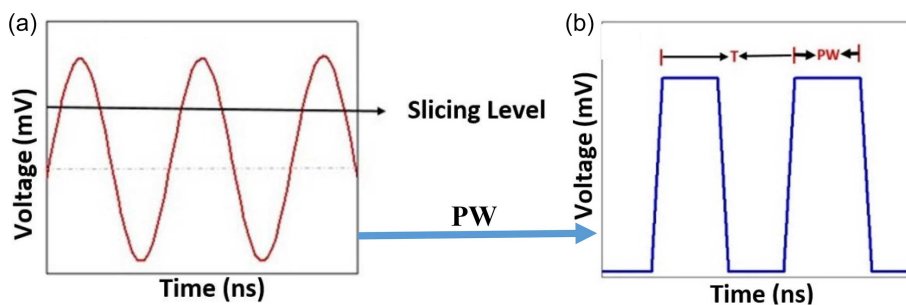 (a)
Voltage (mV)
Time (ns)
Slicing Level
PW
(b)
T
PW
Voltage (mV)
Time (ns)